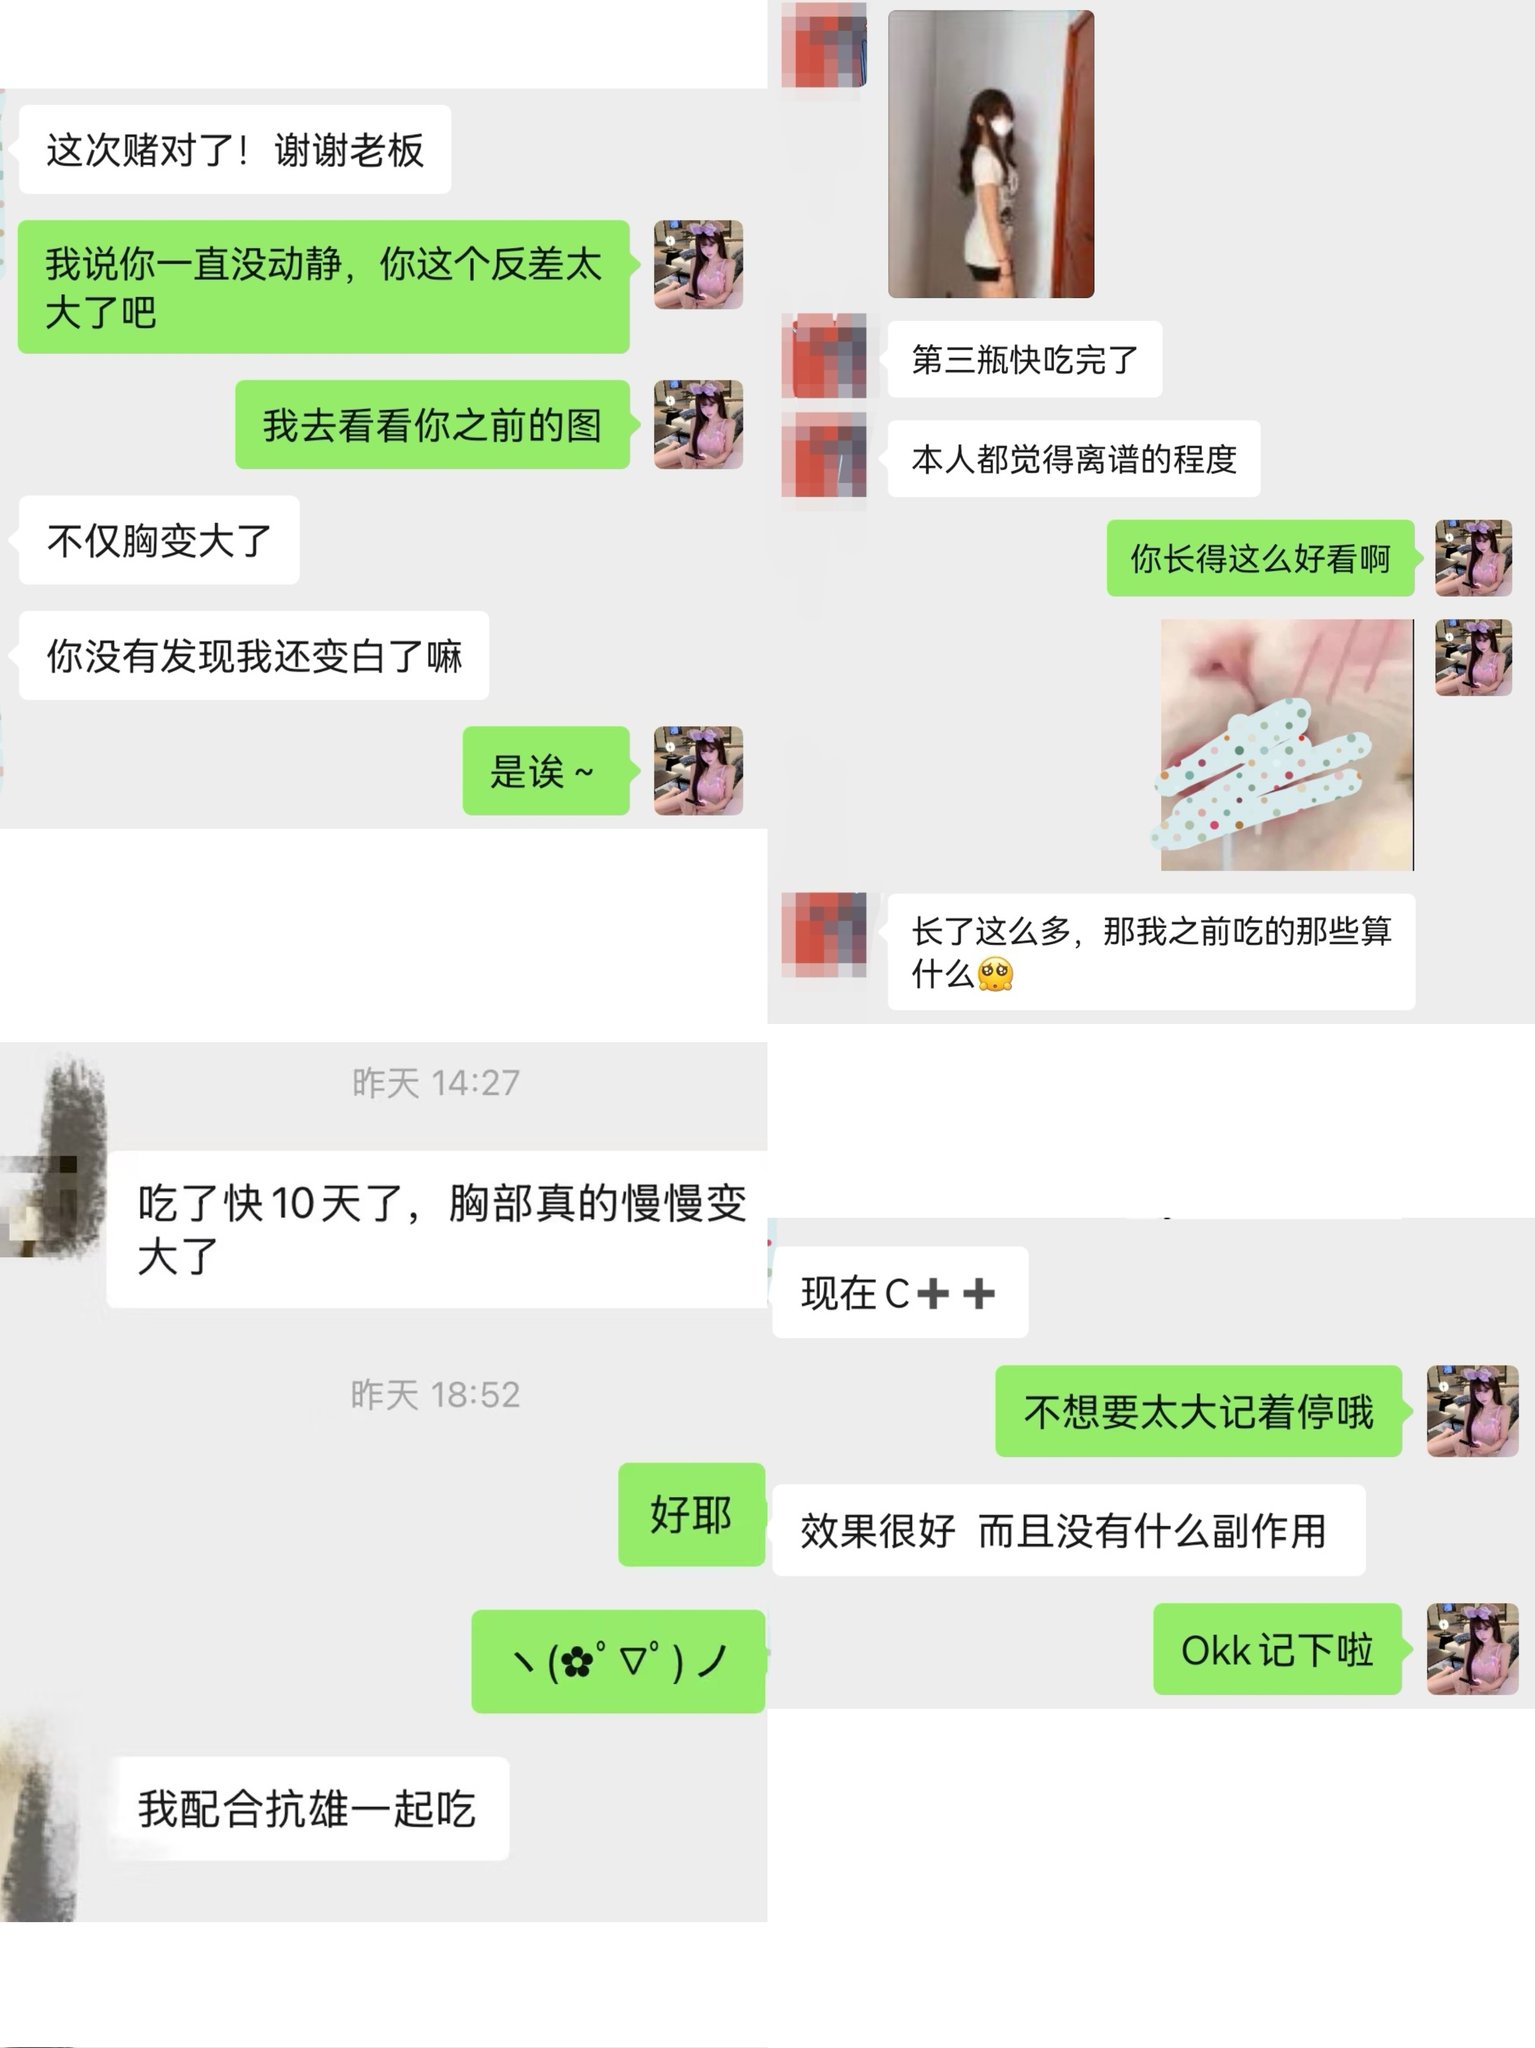 这次赌对了！谢谢老板
我说你一直没动静，你这个反差太
大了吧
我去看看你之前的图
不仅胸变大了
你没有发现我还变白了嘛
是诶～
第三瓶快吃完了
本人都觉得离谱的程度
你长得这么好看啊
长了这么多，那我之前吃的那些算
什么🥺
昨天 14:27
吃了快10天了，胸部真的慢慢变
大了
昨天 18:52
好耶
ヽ(✿ﾟ▽ﾟ)ノ
我配合抗雄一起吃
现在C➕➕
不想要太大记着停哦
效果很好 而且没有什么副作用
Okk记下啦